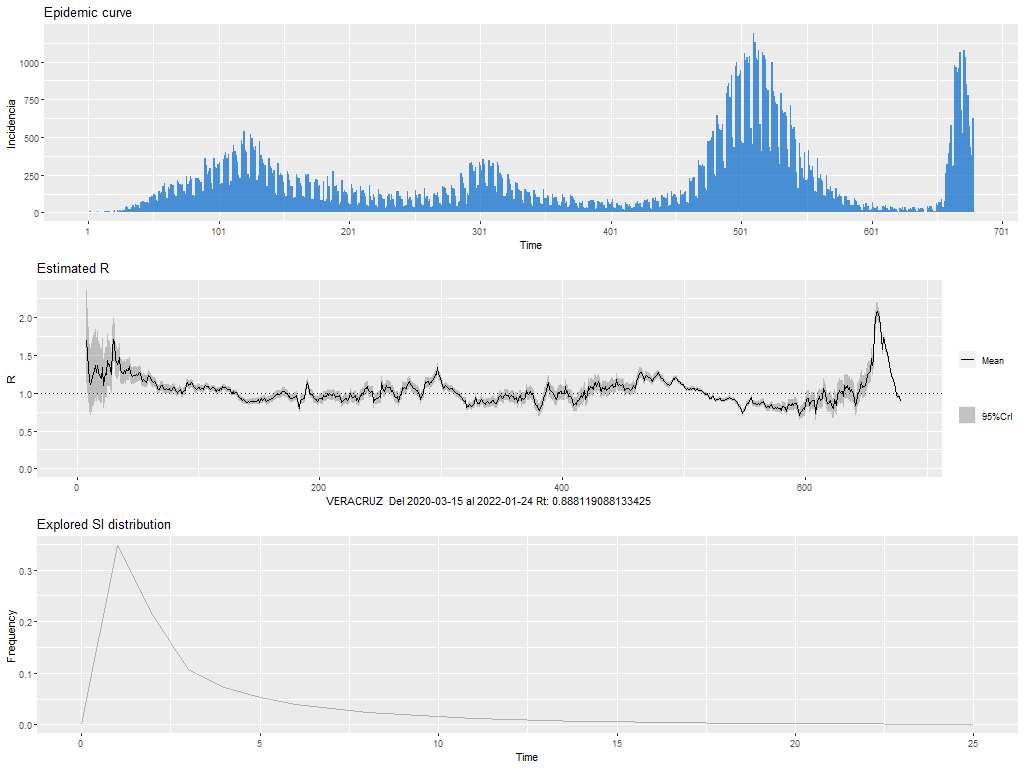 Epidemic curve
Incidencia
1000
750
500
250
0
1 101 201 301 401 501 601 701
Time
Estimated R
R
2.0
1.5
1.0
0.5
0.0
0 200 400 600
VERACRUZ Del 2020-03-15 al 2022-01-24 Rt: 0.888119088133425
Mean
95%CrI
Explored SI distribution
Frequency
0.3
0.2
0.1
0.0
0 5 10 15 20 25
Time